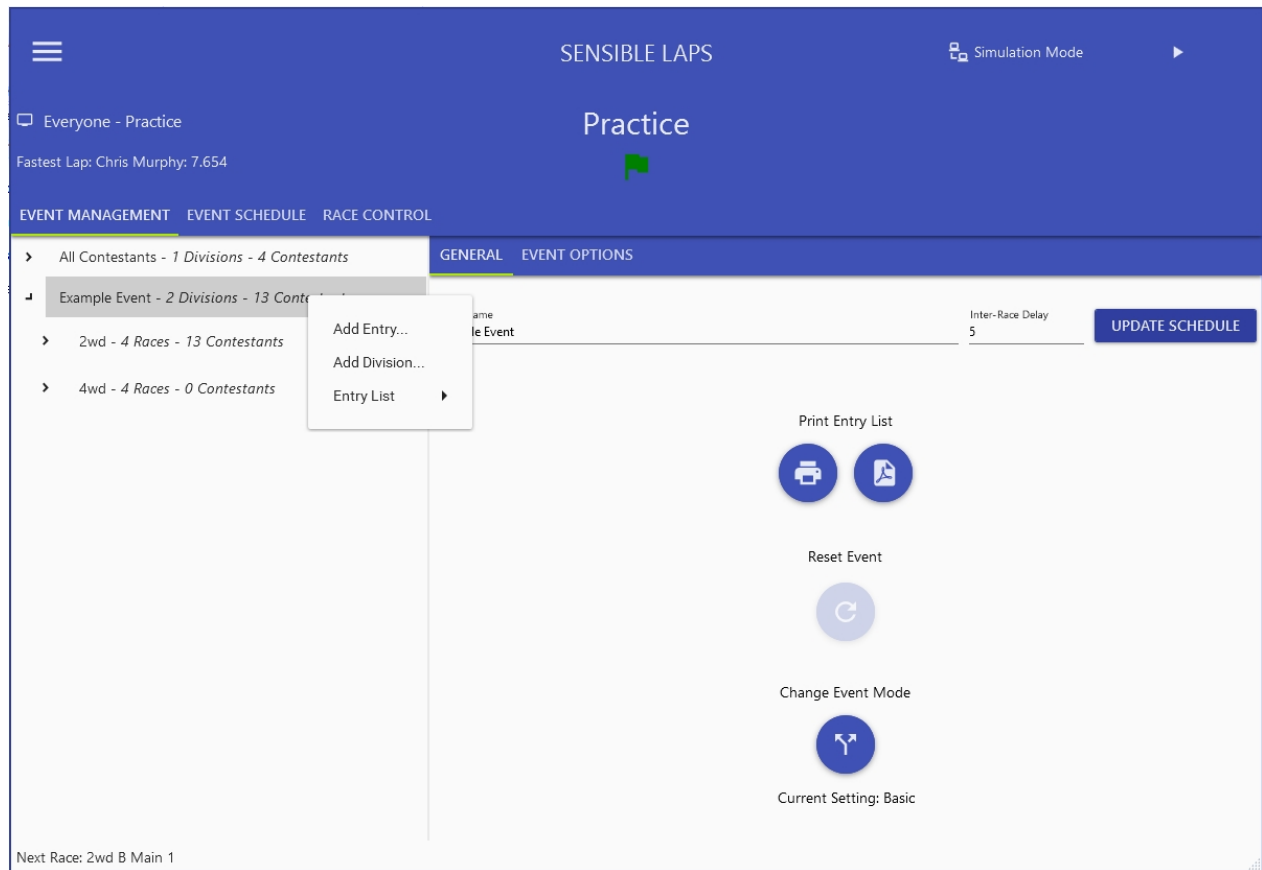 SENSIBLE LAPS
Simulation Mode
Everyone - Practice
Practice
Fastest Lap: Chris Murphy: 7.654
EVENT MANAGEMENT EVENT SCHEDULE RACE CONTROL
All Contestants - 1 Divisions - 4 Contestants
GENERAL EVENT OPTIONS
Example Event - 2 Divisions - 13
2wd - 4 Races - 13 Contestants
4wd - 4 Races - 0 Contestants
Add Entry...
Add Division...
Entry List
Event
Inter-Race Delay
5
UPDATE SCHEDULE
Print Entry List
Reset Event
Change Event Mode
Current Setting: Basic
Next Race: 2wd B Main 1